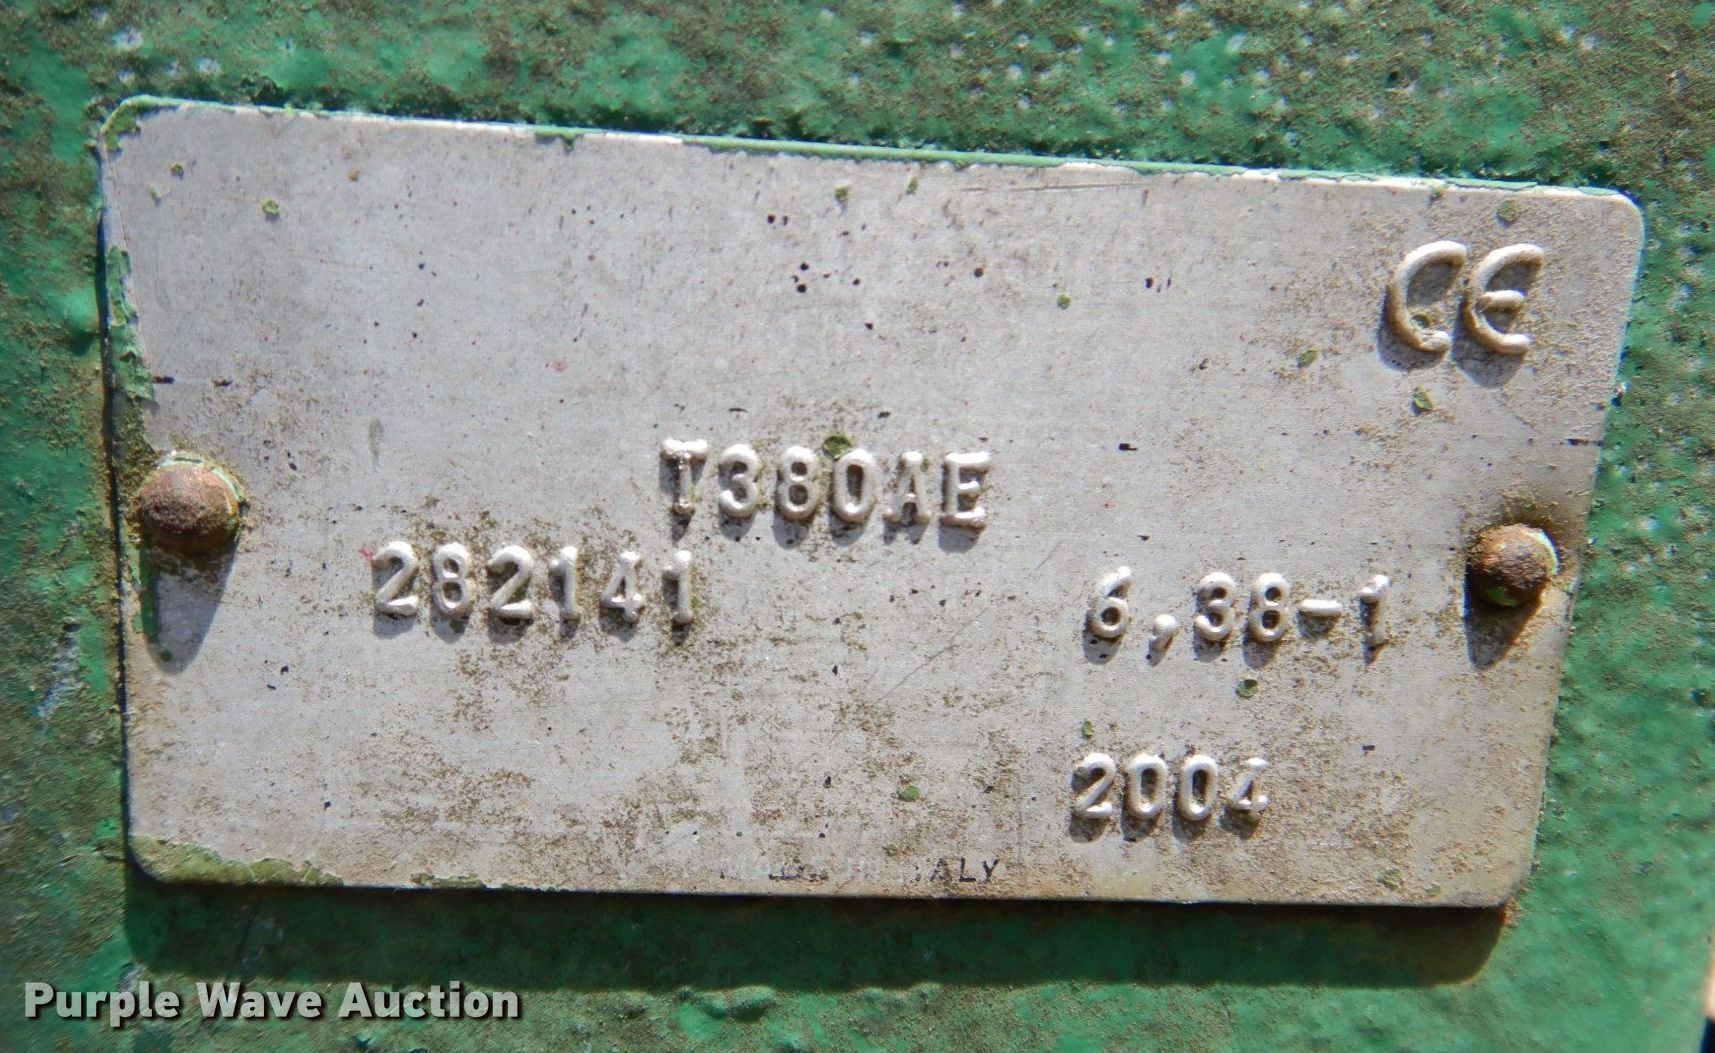 CE
T380AE
282141 6,38-1
2004
Purple Wave Auction